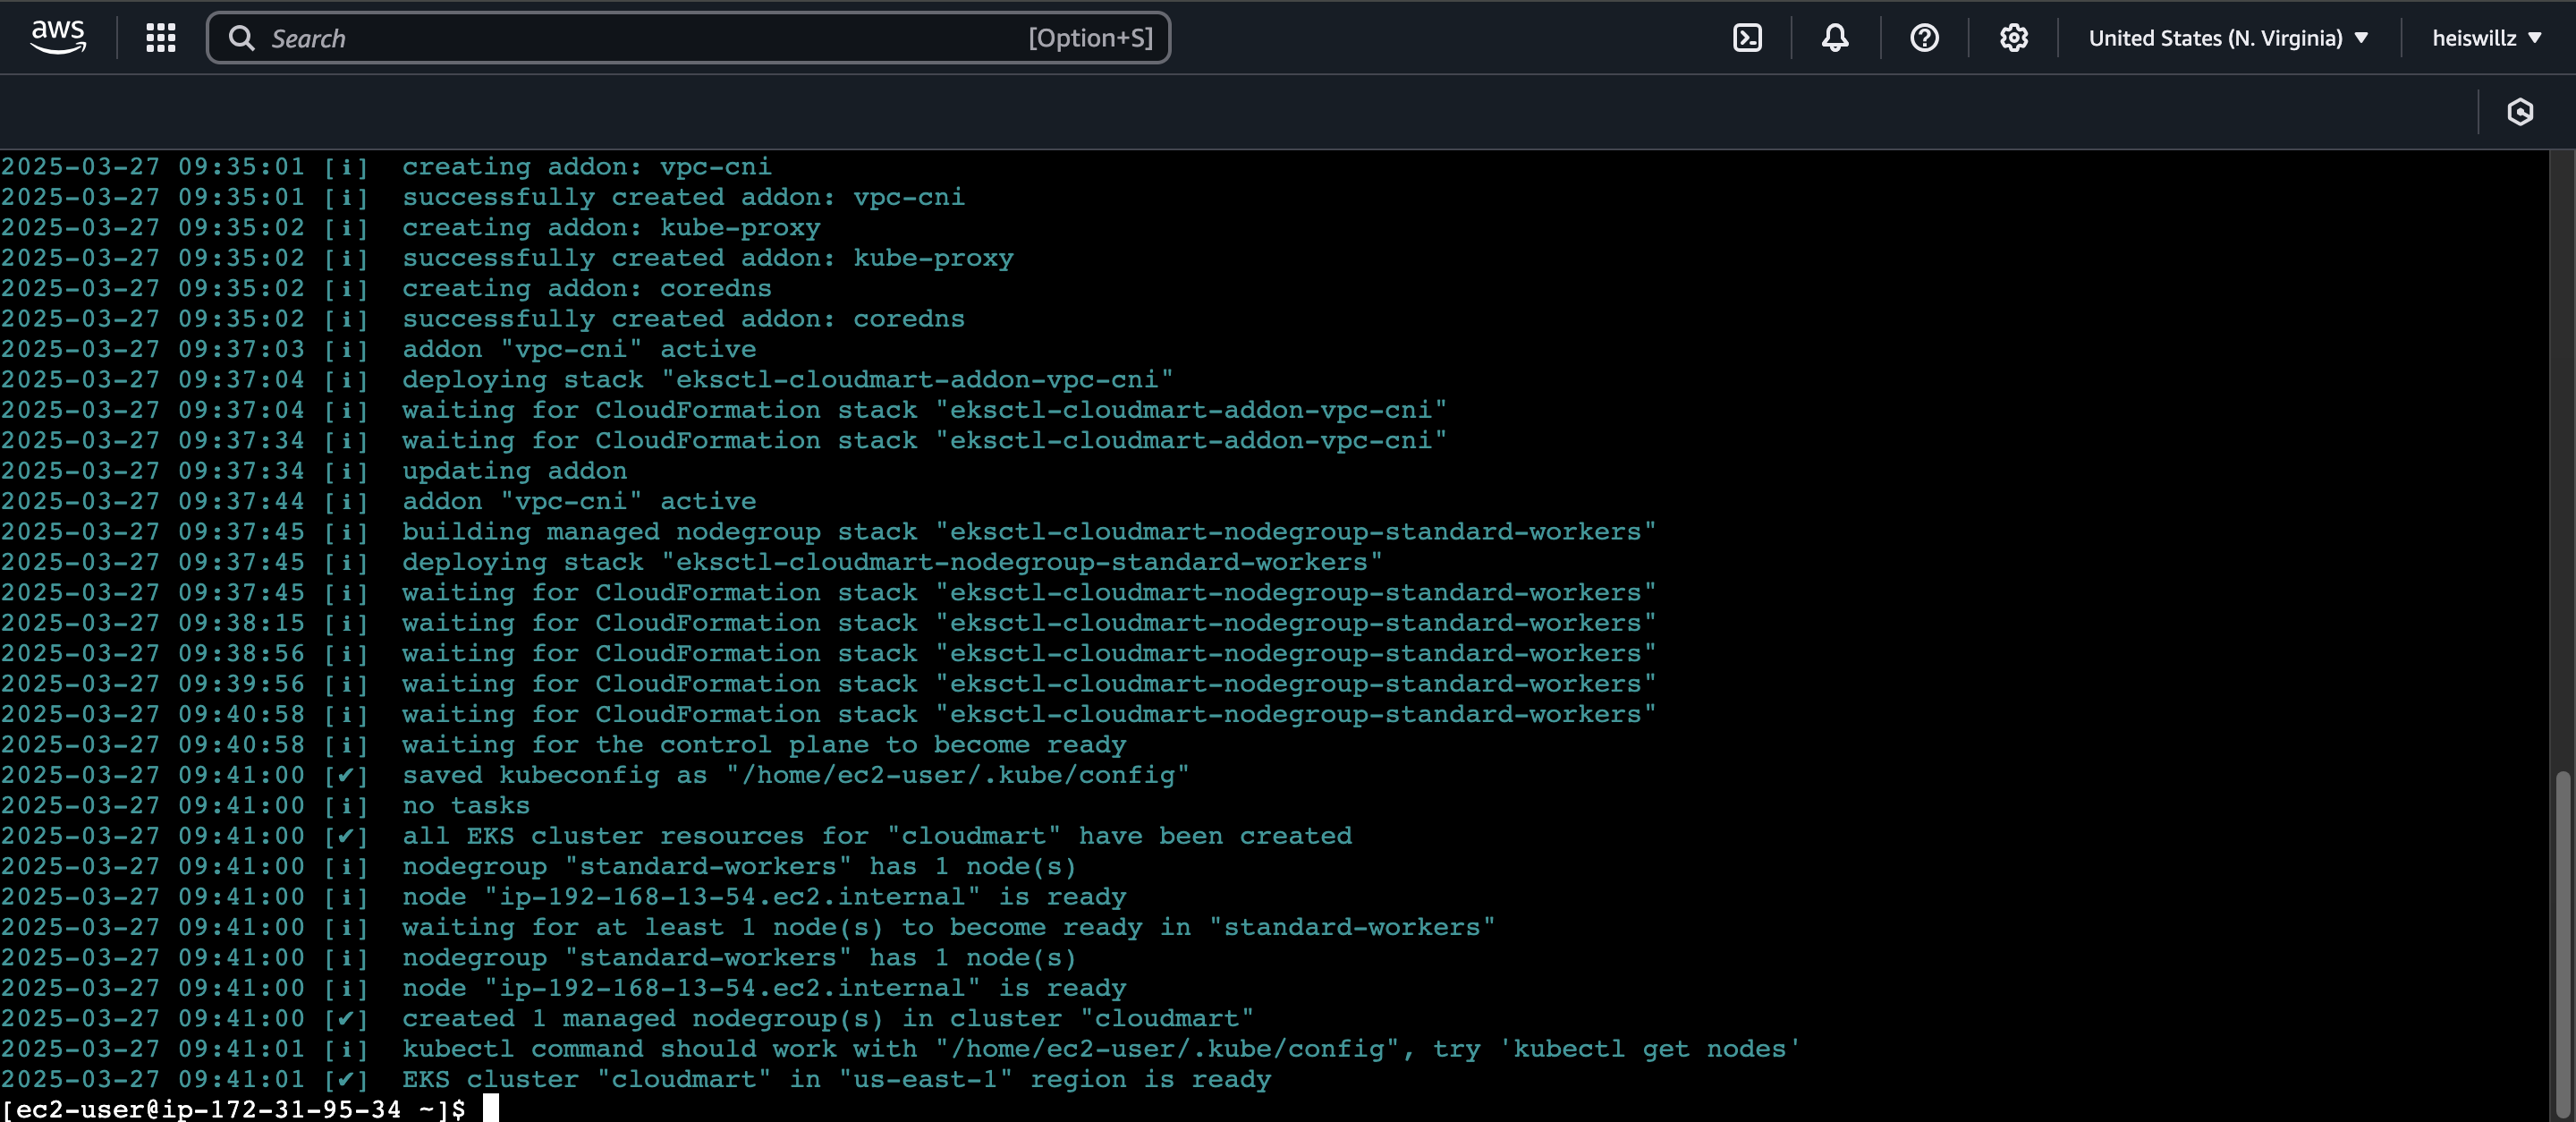 aws
Search [Option+S] United States (N. Virginia) heiswillz
2025-03-27 09:35:01 [ℹ]  creating addon: vpc-cni
2025-03-27 09:35:01 [ℹ]  successfully created addon: vpc-cni
2025-03-27 09:35:02 [ℹ]  creating addon: kube-proxy
2025-03-27 09:35:02 [ℹ]  successfully created addon: kube-proxy
2025-03-27 09:35:02 [ℹ]  creating addon: coredns
2025-03-27 09:35:02 [ℹ]  successfully created addon: coredns
2025-03-27 09:37:03 [ℹ]  addon "vpc-cni" active
2025-03-27 09:37:04 [ℹ]  deploying stack "eksctl-cloudmart-addon-vpc-cni"
2025-03-27 09:37:04 [ℹ]  waiting for CloudFormation stack "eksctl-cloudmart-addon-vpc-cni"
2025-03-27 09:37:34 [ℹ]  waiting for CloudFormation stack "eksctl-cloudmart-addon-vpc-cni"
2025-03-27 09:37:34 [ℹ]  updating addon
2025-03-27 09:37:44 [ℹ]  addon "vpc-cni" active
2025-03-27 09:37:45 [ℹ]  building managed nodegroup stack "eksctl-cloudmart-nodegroup-standard-workers"
2025-03-27 09:37:45 [ℹ]  deploying stack "eksctl-cloudmart-nodegroup-standard-workers"
2025-03-27 09:37:45 [ℹ]  waiting for CloudFormation stack "eksctl-cloudmart-nodegroup-standard-workers"
2025-03-27 09:38:15 [ℹ]  waiting for CloudFormation stack "eksctl-cloudmart-nodegroup-standard-workers"
2025-03-27 09:38:56 [ℹ]  waiting for CloudFormation stack "eksctl-cloudmart-nodegroup-standard-workers"
2025-03-27 09:39:56 [ℹ]  waiting for CloudFormation stack "eksctl-cloudmart-nodegroup-standard-workers"
2025-03-27 09:40:58 [ℹ]  waiting for CloudFormation stack "eksctl-cloudmart-nodegroup-standard-workers"
2025-03-27 09:40:58 [ℹ]  waiting for the control plane to become ready
2025-03-27 09:41:00 [✔]  saved kubeconfig as "/home/ec2-user/.kube/config"
2025-03-27 09:41:00 [ℹ]  no tasks
2025-03-27 09:41:00 [✔]  all EKS cluster resources for "cloudmart" have been created
2025-03-27 09:41:00 [ℹ]  nodegroup "standard-workers" has 1 node(s)
2025-03-27 09:41:00 [ℹ]  node "ip-192-168-13-54.ec2.internal" is ready
2025-03-27 09:41:00 [ℹ]  waiting for at least 1 node(s) to become ready in "standard-workers"
2025-03-27 09:41:00 [ℹ]  nodegroup "standard-workers" has 1 node(s)
2025-03-27 09:41:00 [ℹ]  node "ip-192-168-13-54.ec2.internal" is ready
2025-03-27 09:41:00 [✔]  created 1 managed nodegroup(s) in cluster "cloudmart"
2025-03-27 09:41:01 [ℹ]  kubectl command should work with "/home/ec2-user/.kube/config", try 'kubectl get nodes'
2025-03-27 09:41:01 [✔]  EKS cluster "cloudmart" in "us-east-1" region is ready
[ec2-user@ip-172-31-95-34 ~]$